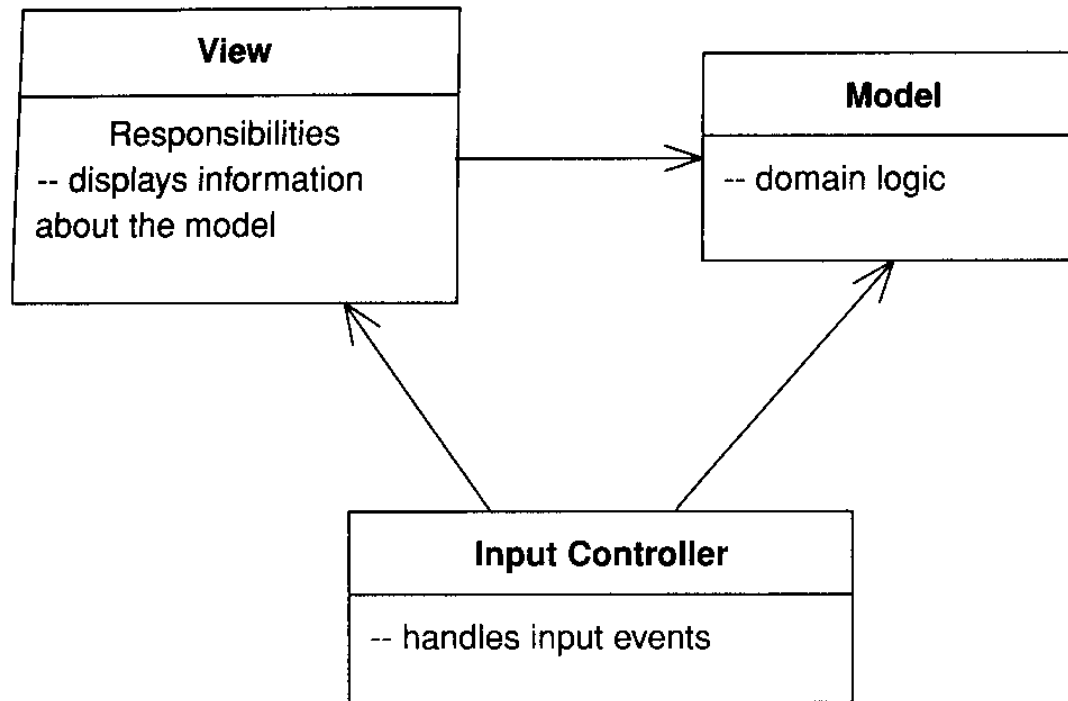 View
Responsibilities
-- displays information
about the model
Model
-- domain logic
Input Controller
-- handles input events